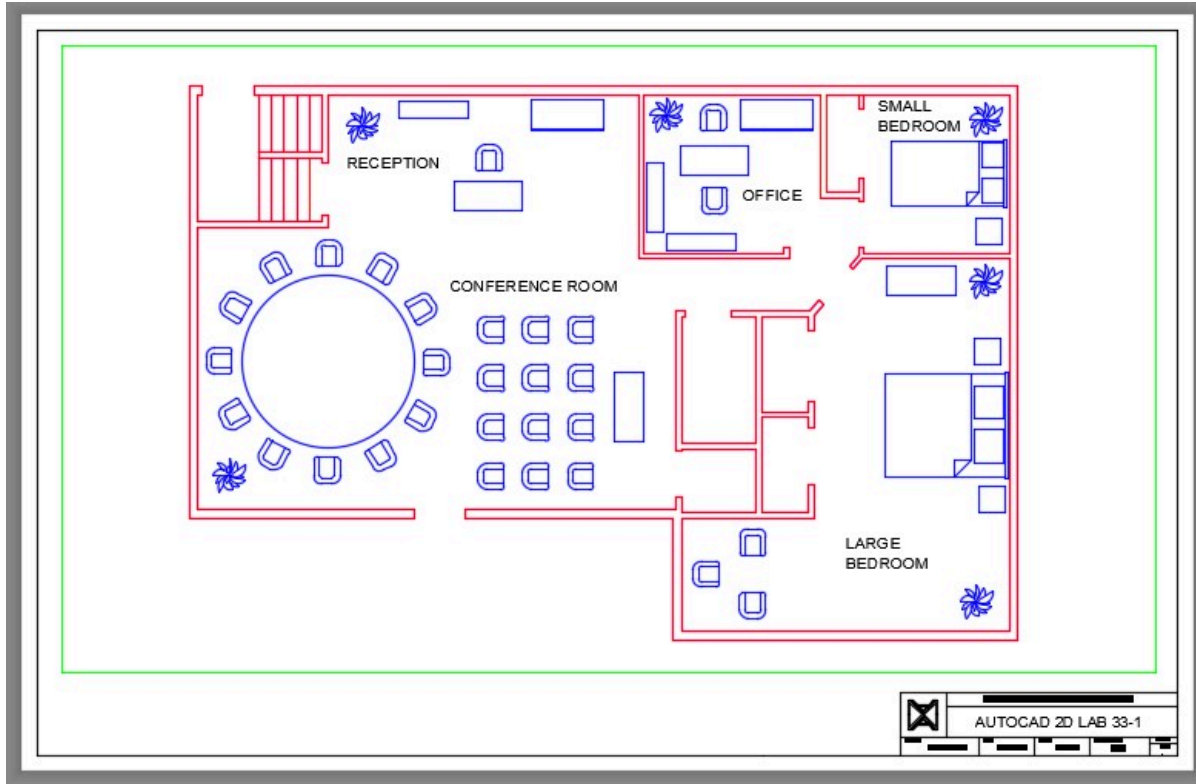 SMALL
BEDROOM
RECEPTION
OFFICE
CONFERENCE ROOM
LARGE
BEDROOM
AUTOCAD 2D LAB 33-1